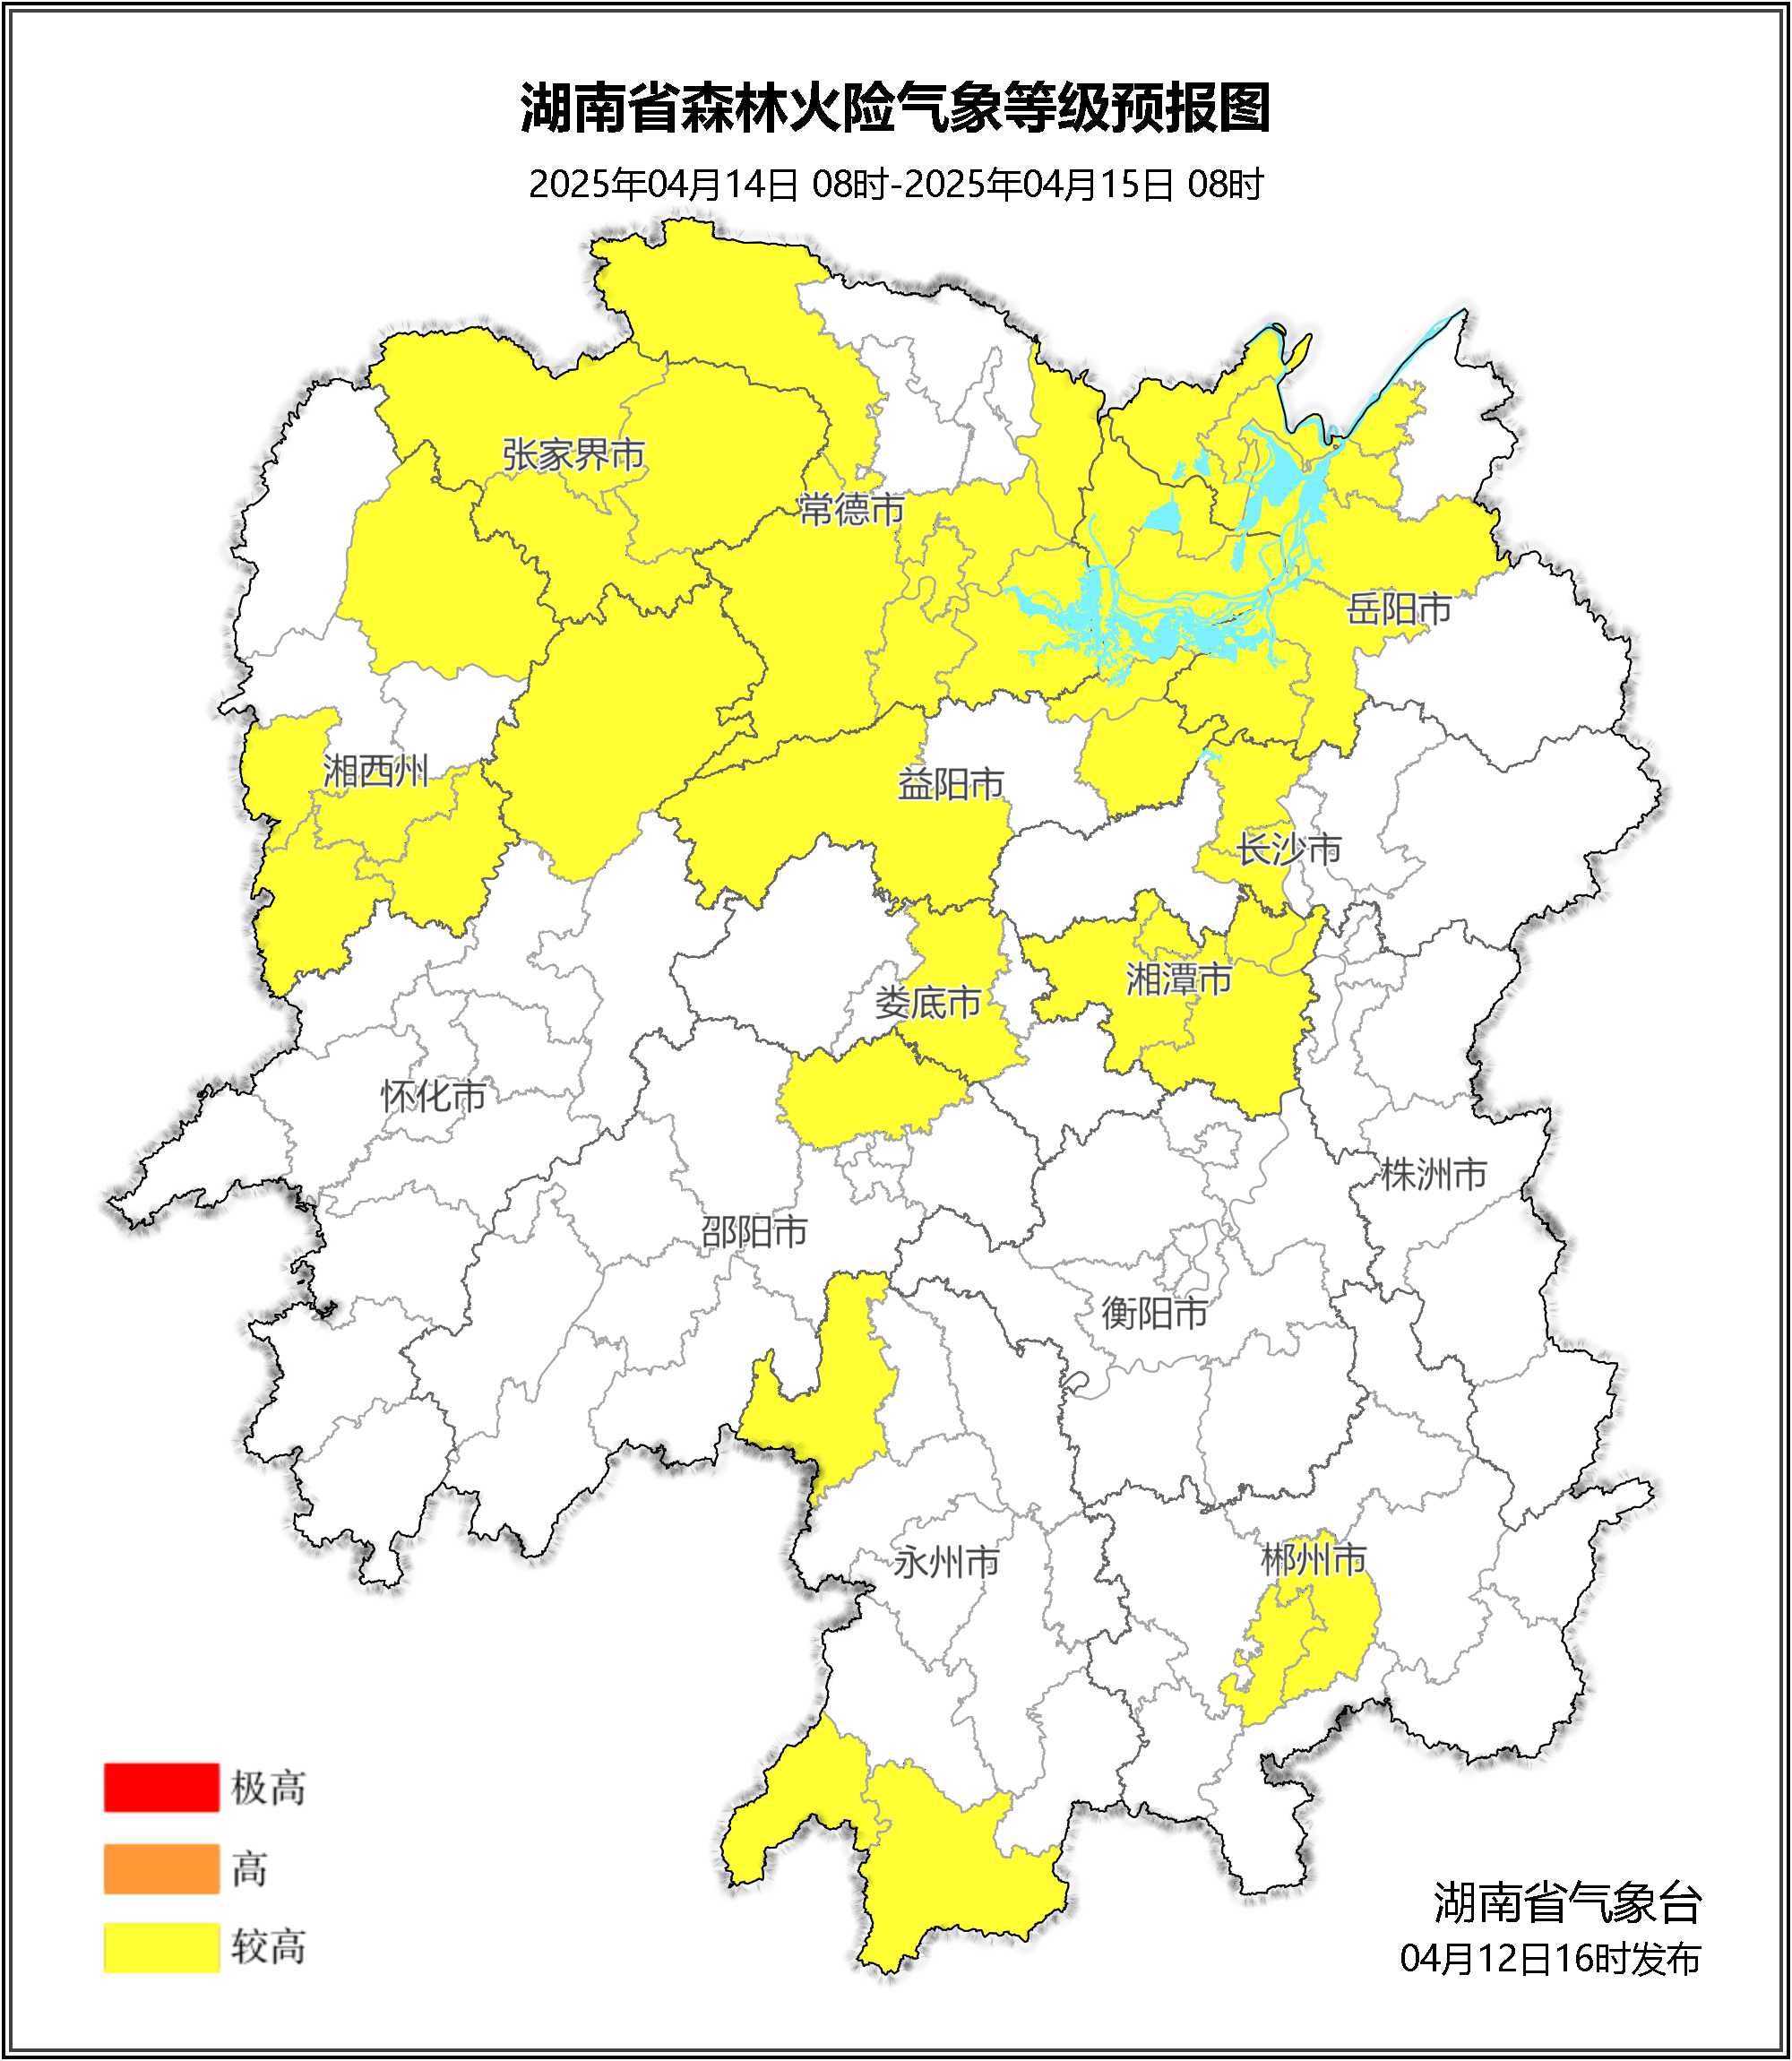 湖南省森林火险气象等级预报图
2025年04月14日 08时-2025年04月15日 08时
张家界市
常德市
岳阳市
湘西州
益阳市
长沙市
湘潭市
娄底市
怀化市
株洲市
邵阳市
衡阳市
永州市
郴州市
极高
高
较高
湖南省气象台
04月12日16时发布